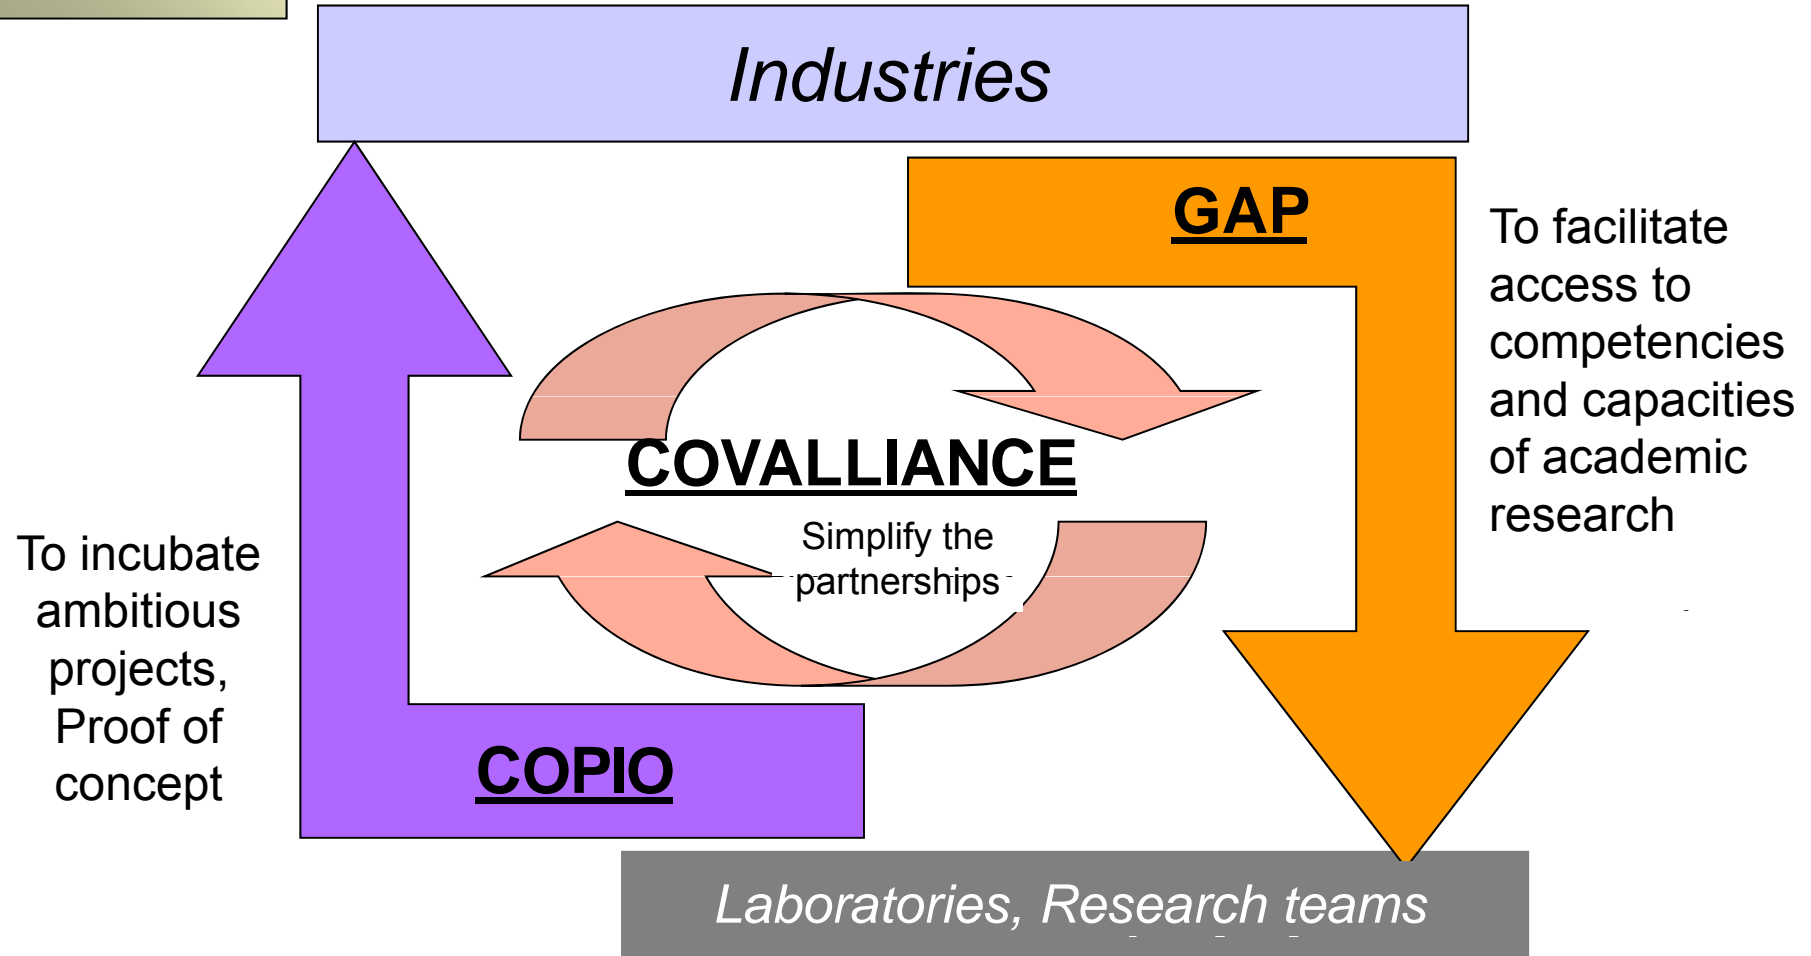 Industries
GAP
To facilitate
access to
competencies
and capacities
of academic
research
COVALLIANCE
Simplify the
partnerships
To incubate
ambitious
projects,
Proof of
concept
COPIO
Laboratories, Research teams